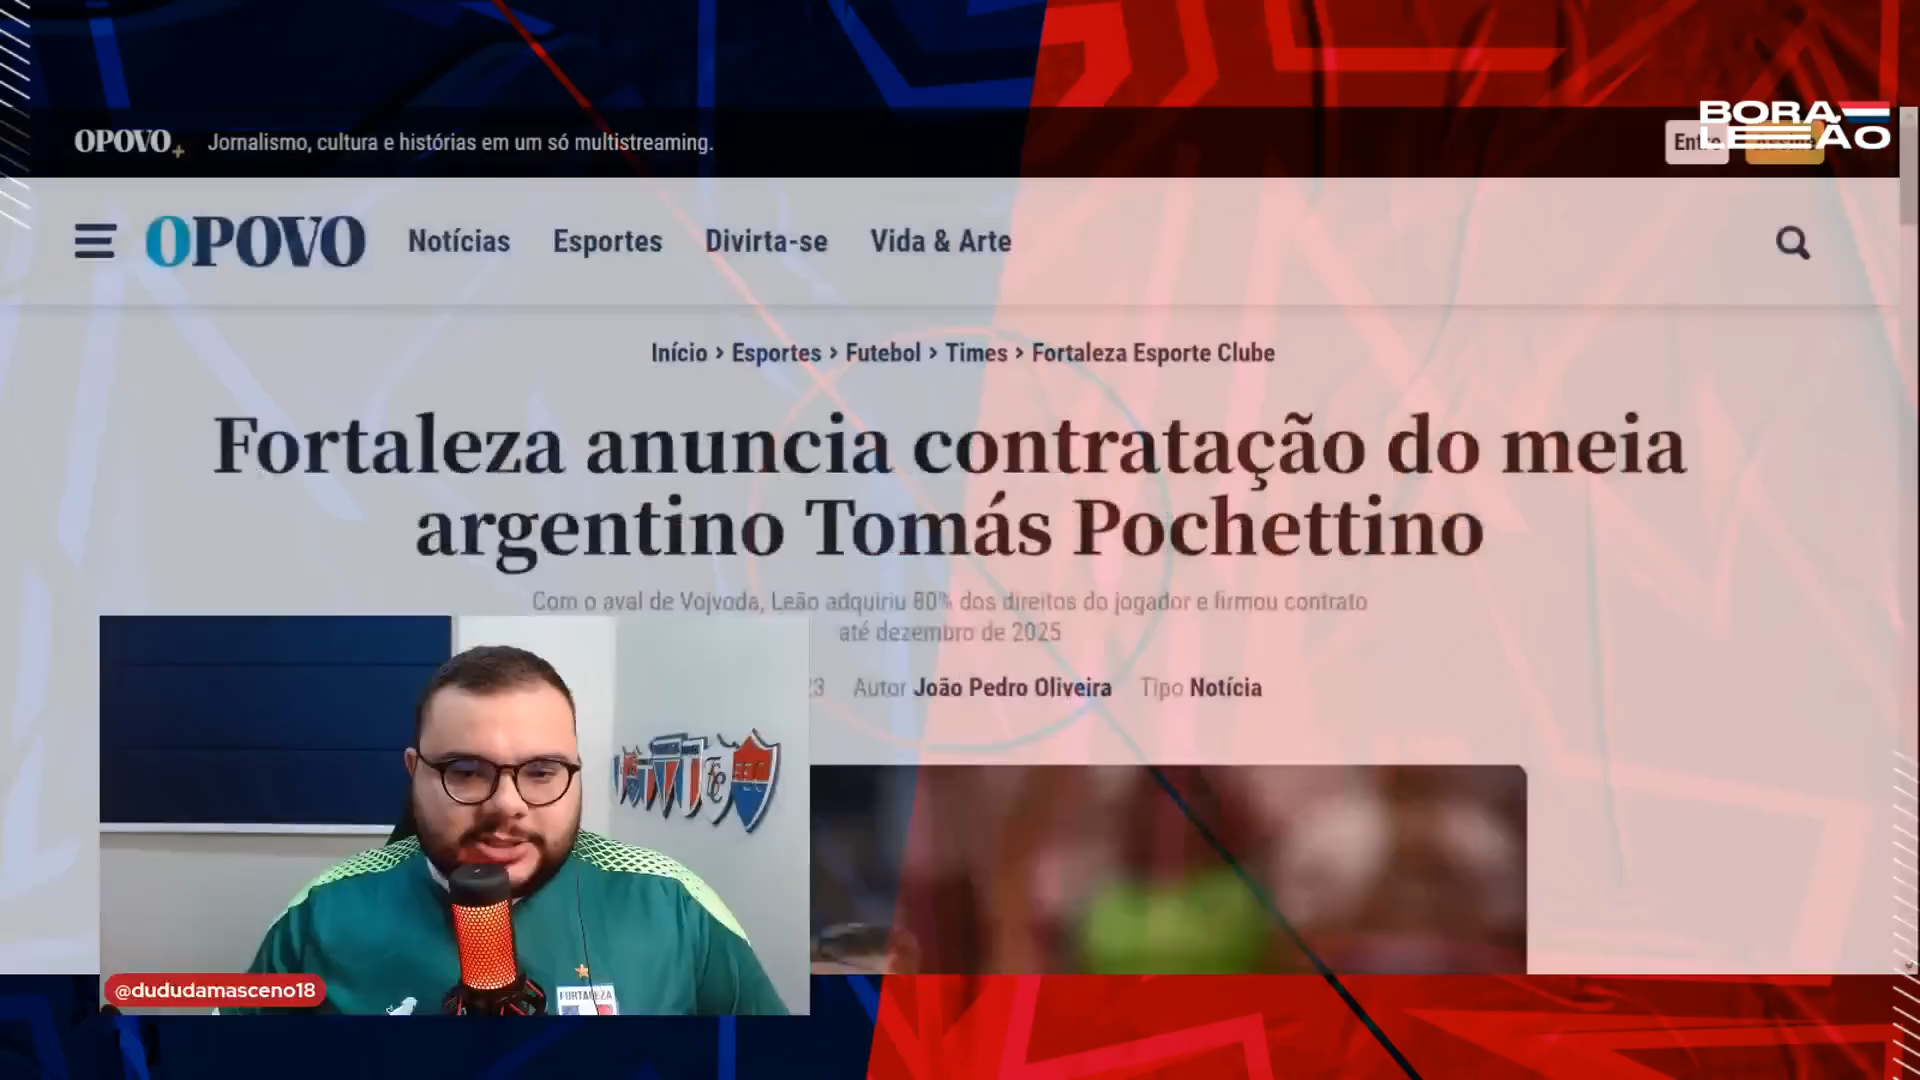 BORA
LEÃO
OPOVO+ Jornalismo, cultura e histórias em um só multistreaming.
OPOVO Notícias Esportes Divirta-se Vida & Arte
Início > Esportes > Futebol > Times > Fortaleza Esporte Clube
Fortaleza anuncia contratação do meia
argentino Tomás Pochettino
Com o aval de Vojvoda, Leão adquiriu 80% dos direitos do jogador e firmou contrato
até dezembro de 2025
Autor João Pedro Oliveira Tipo Notícia
@dududamasceno18
FORTALEZA